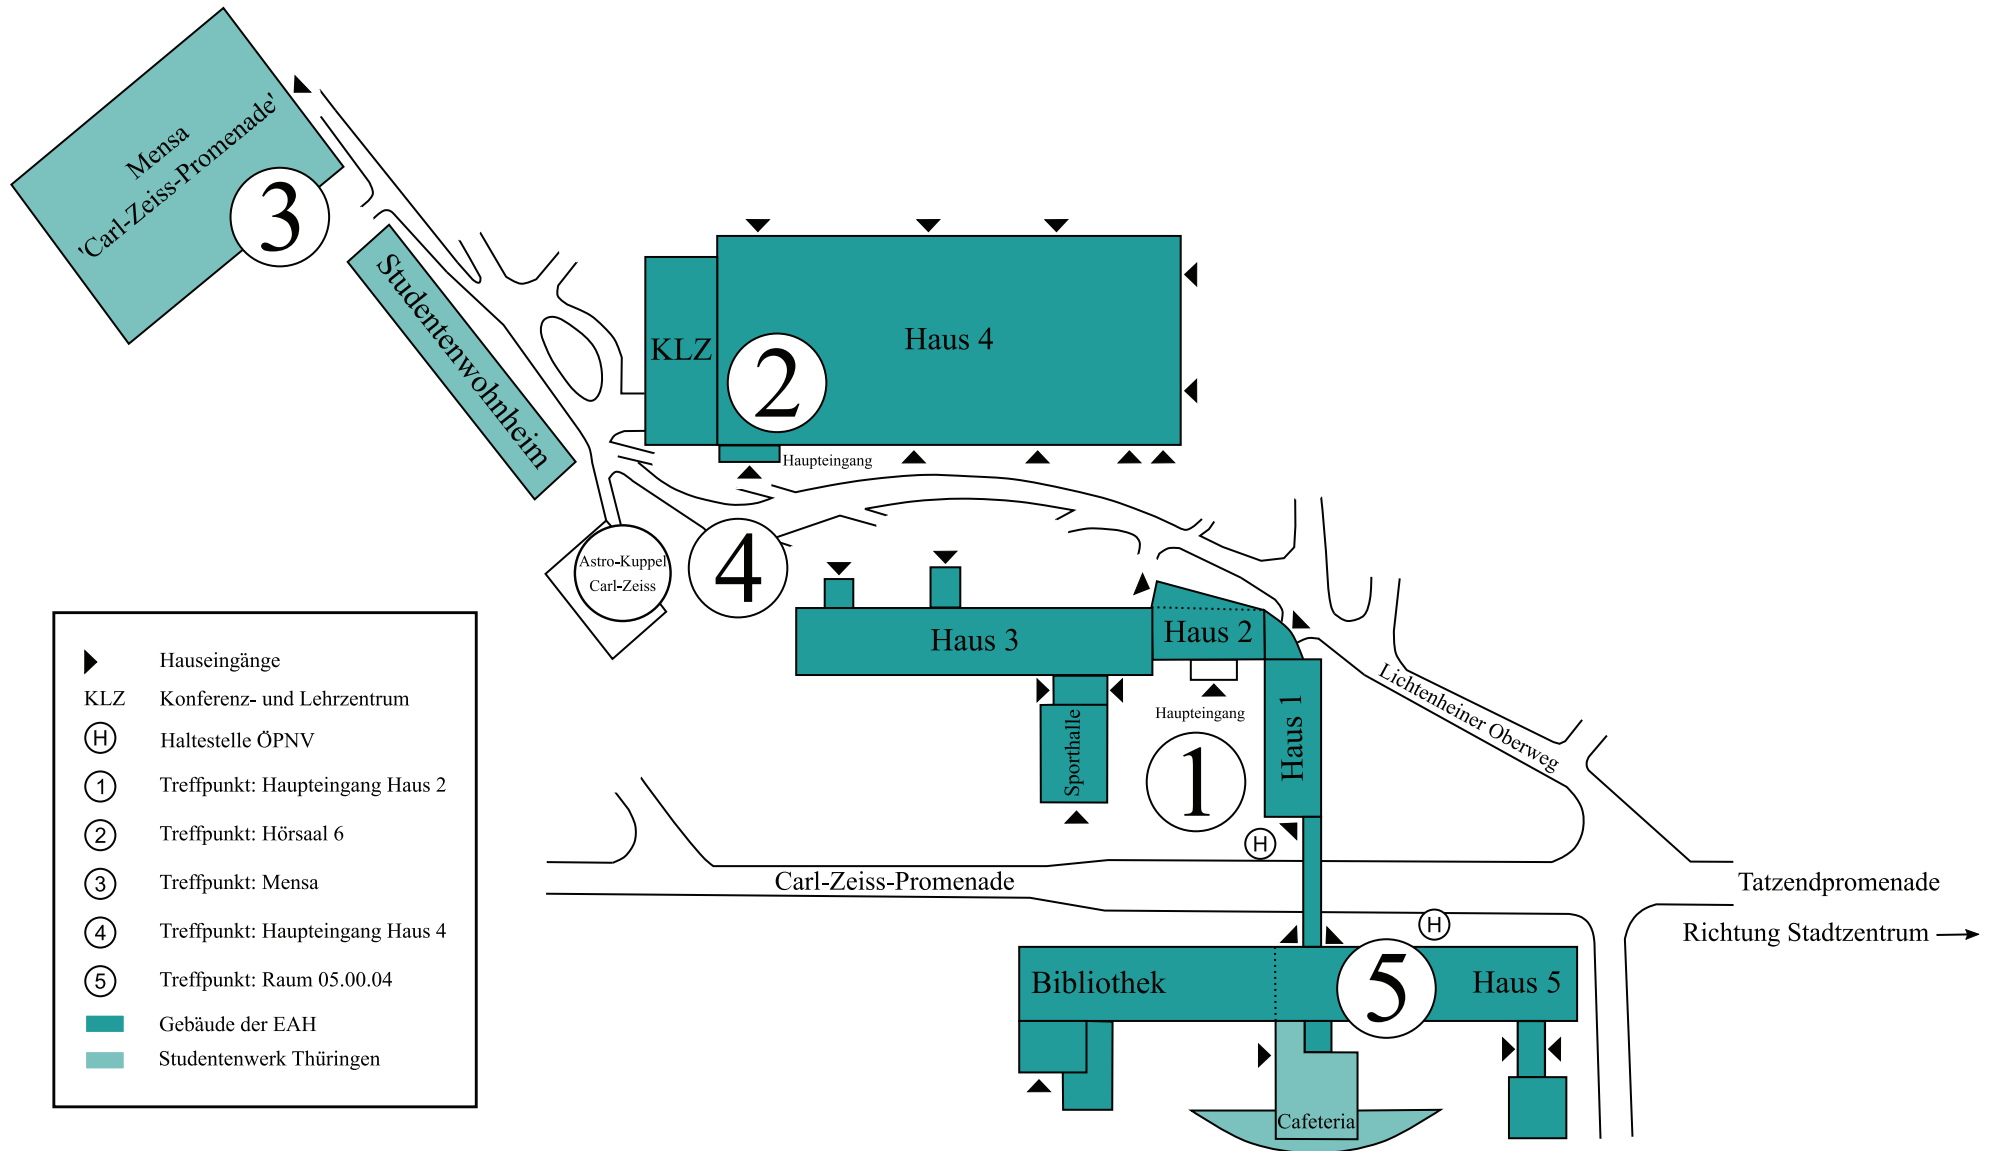 Mensa
'Carl-Zeiss-Promenade'
3
Studentenwohnheim
KLZ
2
Haus 4
Haupteingang
Astro-Kuppel
Carl-Zeiss
4
Haus 3
Haus 2
Haupteingang
Sporthalle
1
Haus 1
Lichtenheiner Oberweg
H
Carl-Zeiss-Promenade
Tatzendpromenade
H
Richtung Stadtzentrum
Bibliothek
5
Haus 5
Cafeteria
Hauseingänge
KLZ Konferenz- und Lehrzentrum
H Haltestelle ÖPNV
1 Treffpunkt: Haupteingang Haus 2
2 Treffpunkt: Hörsaal 6
3 Treffpunkt: Mensa
4 Treffpunkt: Haupteingang Haus 4
5 Treffpunkt: Raum 05.00.04
Gebäude der EAH
Studentenwerk Thüringen